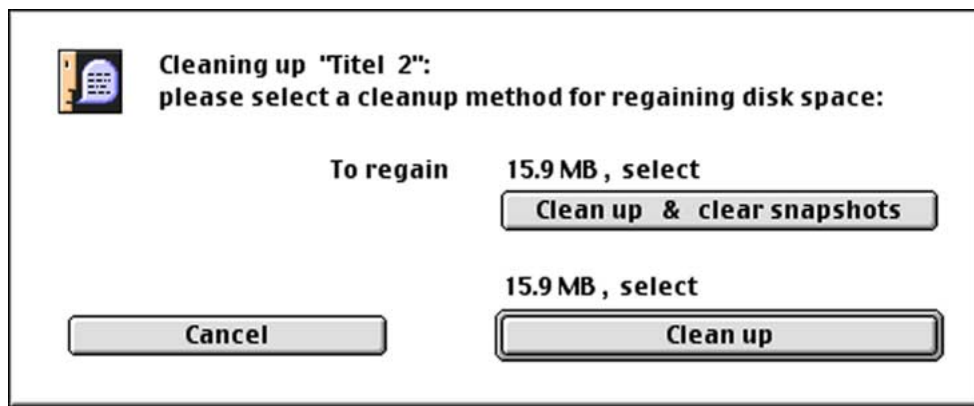 Cleaning up "Titel 2":
please select a cleanup method for regaining disk space:
To regain 15.9 MB , select
Clean up & clear snapshots
15.9 MB , select
Cancel Clean up